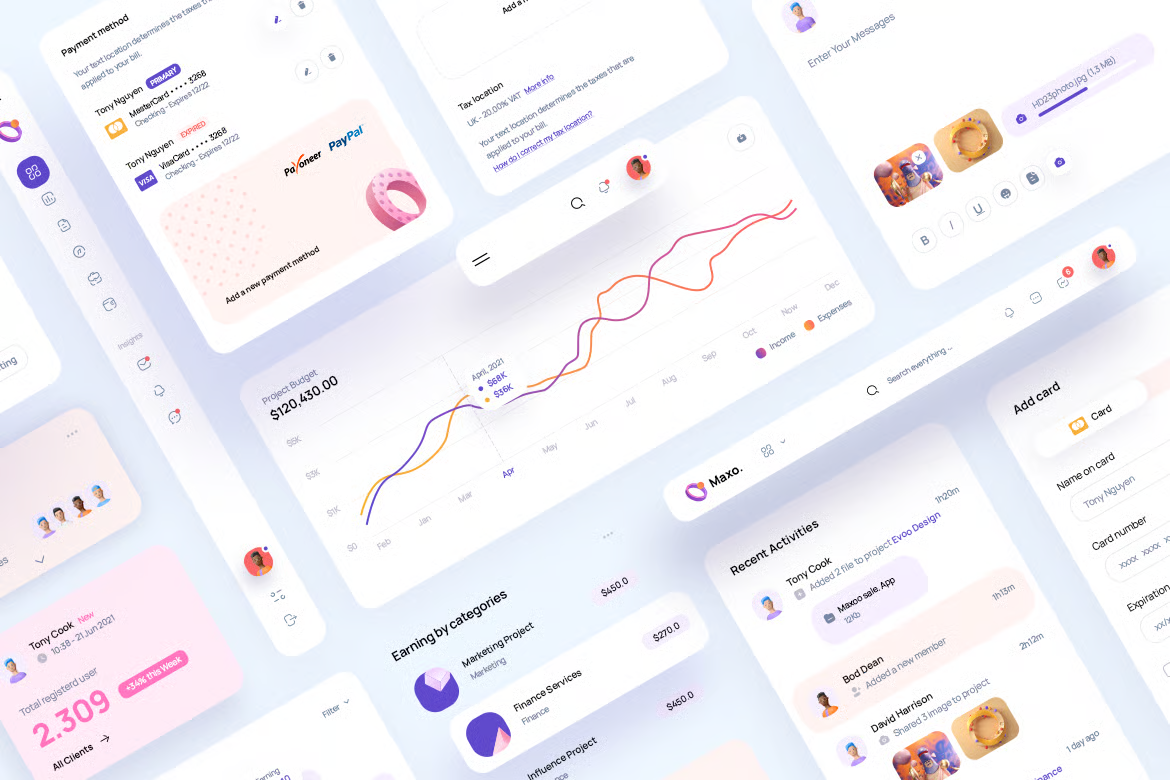 Payment method
Your text location determines the taxes th
applied to your bill.
Tony Nguyen PRIMARY
MasterCard •••• 3268
Checking - Expires 12/22
Tony Nguyen EXPIRED
VISA
VisaCard •••• 3268
Checking - Expires 12/22
Payoneer PayPal
Add a new payment method
Add a n
Tax location
UK - 20.00% VAT More info
Your text location determines the taxes that are
applied to your bill.
How do I correct my tax location?
Enter Your Messages
HD23photo.jpg (1,3 MB)
B I U
Insights
ting
Project Budget
$120,430.00
$6K
$3K
$1K
$0
Feb
Jan
Mar
Apr
May
Jun
Jul
Aug
Sep
Oct
Now
Dec
April, 2021
$68K
$36K
Income
Expenses
Maxo.
Search everything ...
6
Tony Cook New
10:38 - 21 Jun 2021
Total registerd user
2.309
+34% this Week
All Clients
es
Filter
Earning by categories
$450.0
Marketing Project
Marketing
$270.0
Finance Services
Finance
$450.0
Influence Project
Recent Activities
1h20m
Tony Cook
Added 2 file to project Evoo Design
Maxoo sale. App
12Kb
1h13m
Bod Dean
Added a new member
2h12m
David Harrison
Shared 3 image to project
1 day ago
Add card
Card
Name on card
Tony Nguyen
Card number
xxxx xxxx
Expiration
xx/x